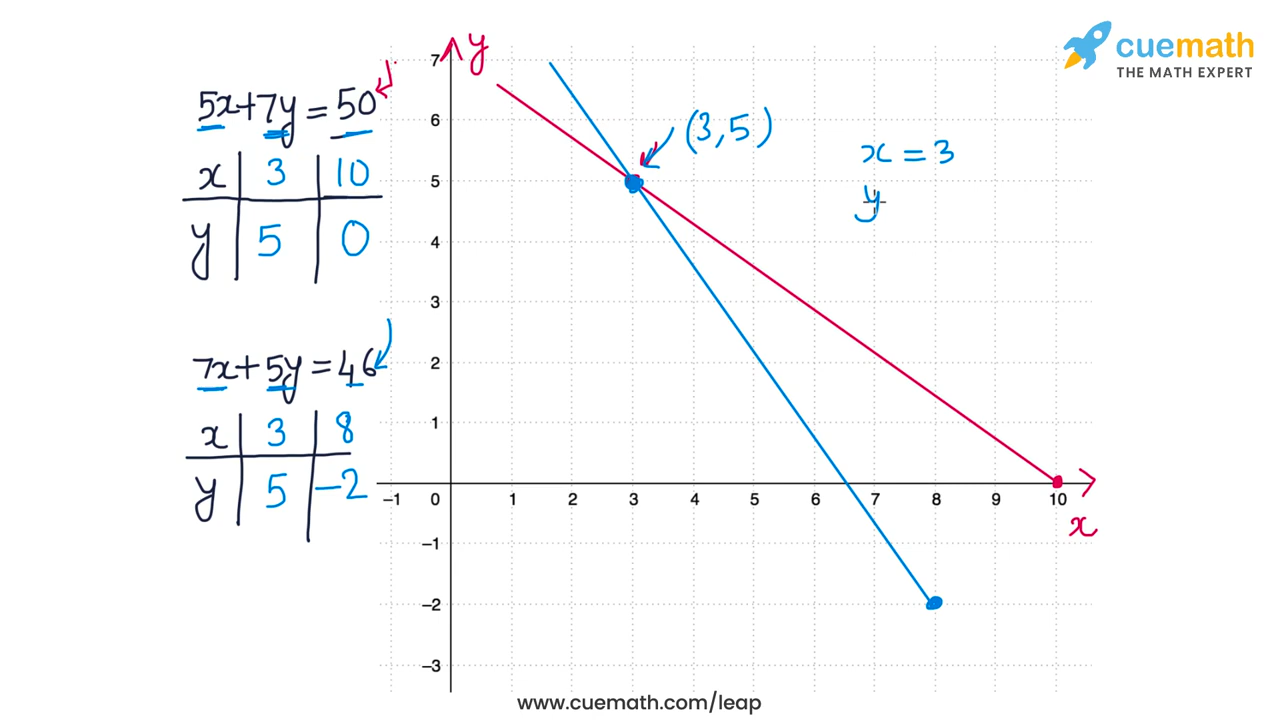 cuemath
THE MATH EXPERT
5x+7y=50
x 3 10
y 5 0
7x+5y=46
x 3 8
y 5 -2
y
7
6
5
4
3
2
1
-1 0 1 2 3 4 5 6 7 8 9 10
x
-1
-2
-3
(3,5)
x = 3
y
www.cuemath.com/leap